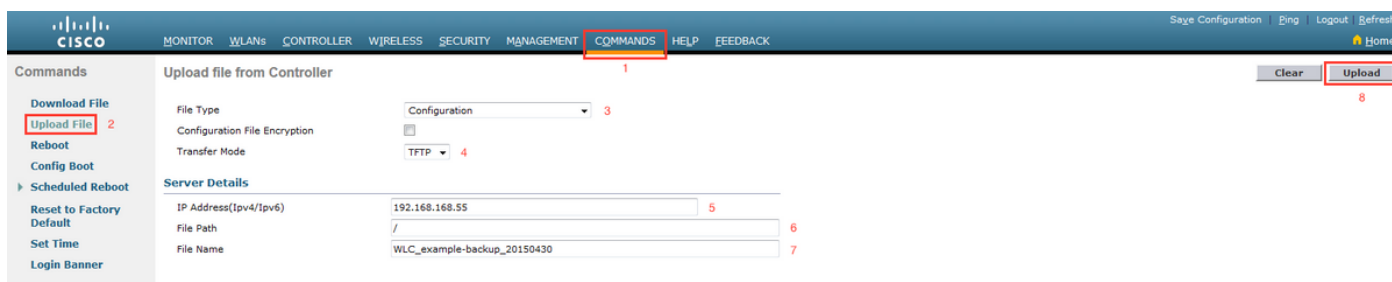 Save Configuration | Ping | Logout | Refresh
CISCO
MONITOR WLANs CONTROLLER WIRELESS SECURITY MANAGEMENT COMMANDS HELP FEEDBACK
Home
Commands
Upload file from Controller
1
Clear
Upload
8
Download File
Upload File 2
Reboot
Config Boot
Scheduled Reboot
Reset to Factory
Default
Set Time
Login Banner
File Type Configuration 3
Configuration File Encryption
Transfer Mode TFTP 4
Server Details
IP Address(Ipv4/Ipv6) 192.168.168.55 5
File Path / 6
File Name WLC_example-backup_20150430 7